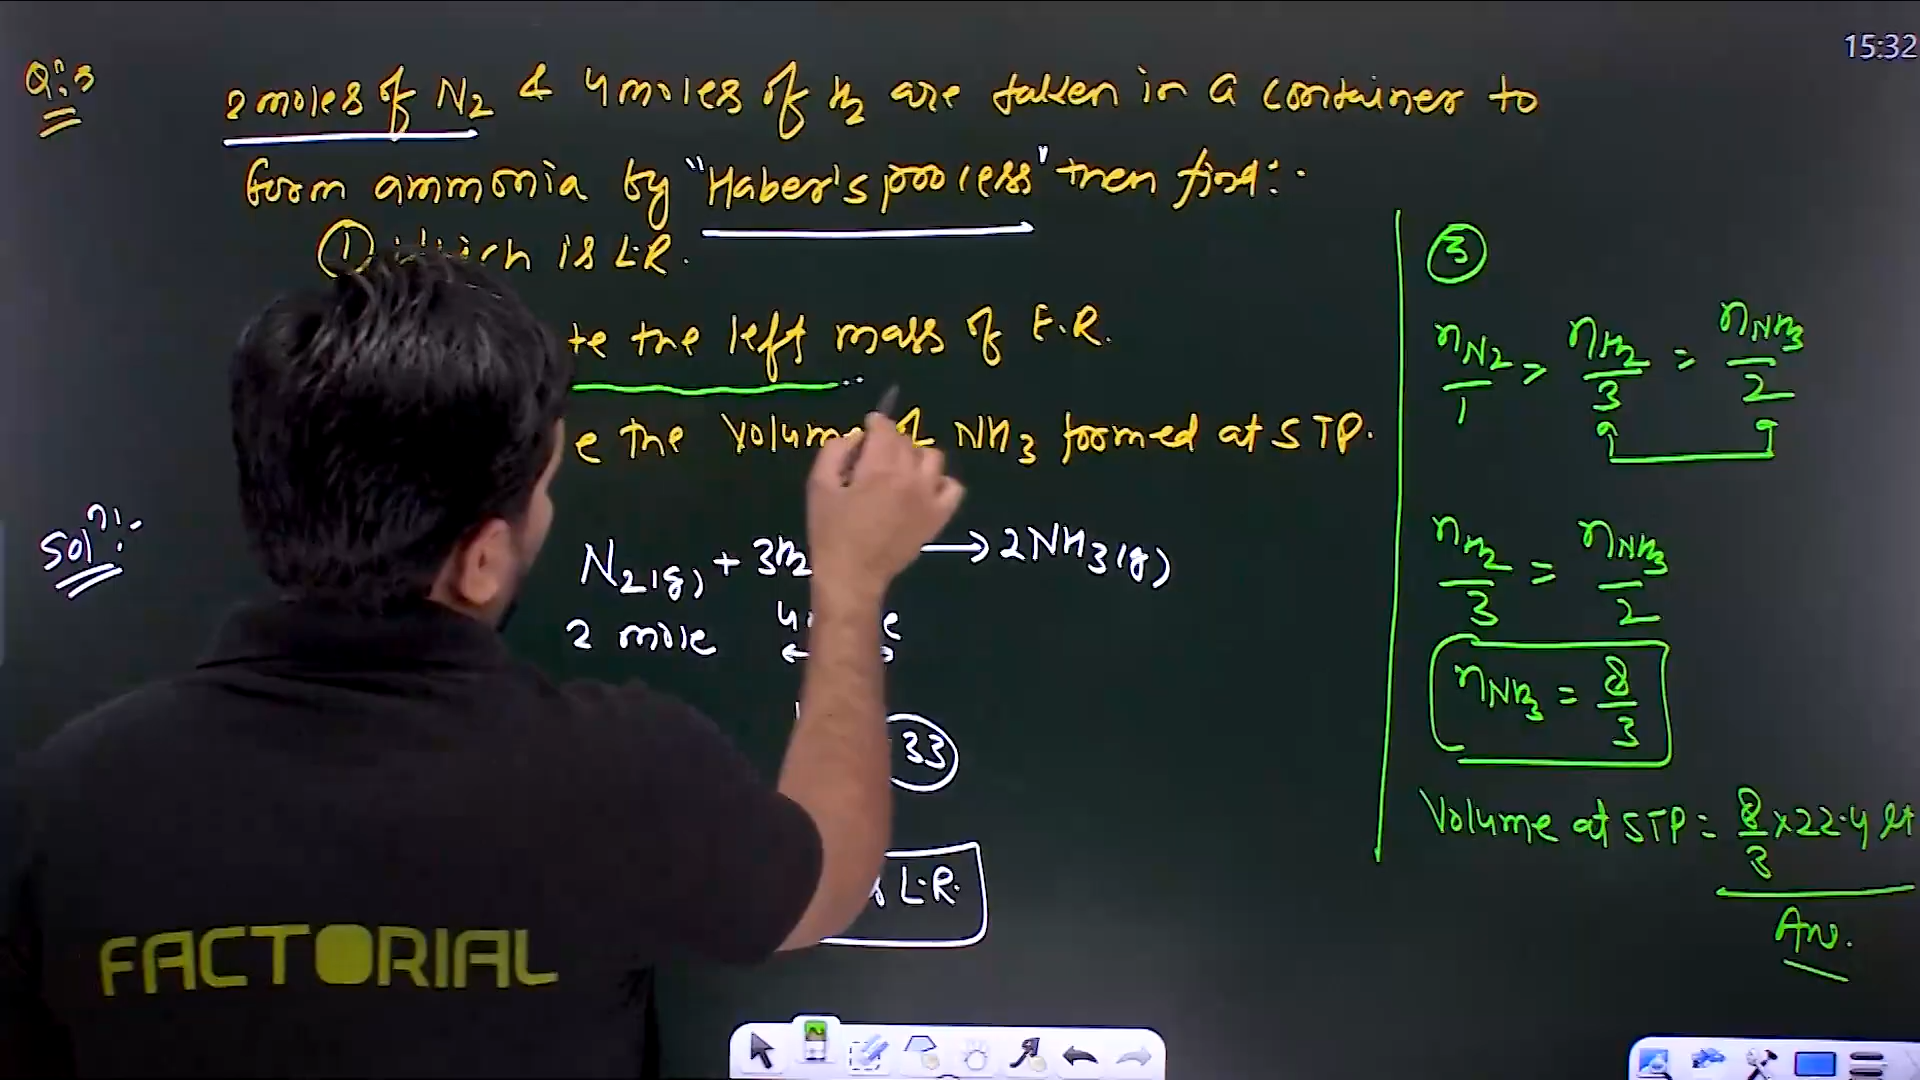 15:32
Q:3
2 moles of N2 & 4 moles of H2 are taken in a container to
form ammonia by "Haber's process" then find:-
① Which is L.R.
te the left mass of E.R.
e the Volume of NH3 formed at STP.
Sol?:-
N2(g) + 3H2 → 2NH3(g)
2 mole 4 e
33
L.R.
③
nN2/1 > nH2/3 = nNH3/2
nH2/3 = nNH3/2
nNH3 = 8/3
Volume at STP = 8/3 × 22.4 lt
An.
FACTORIAL